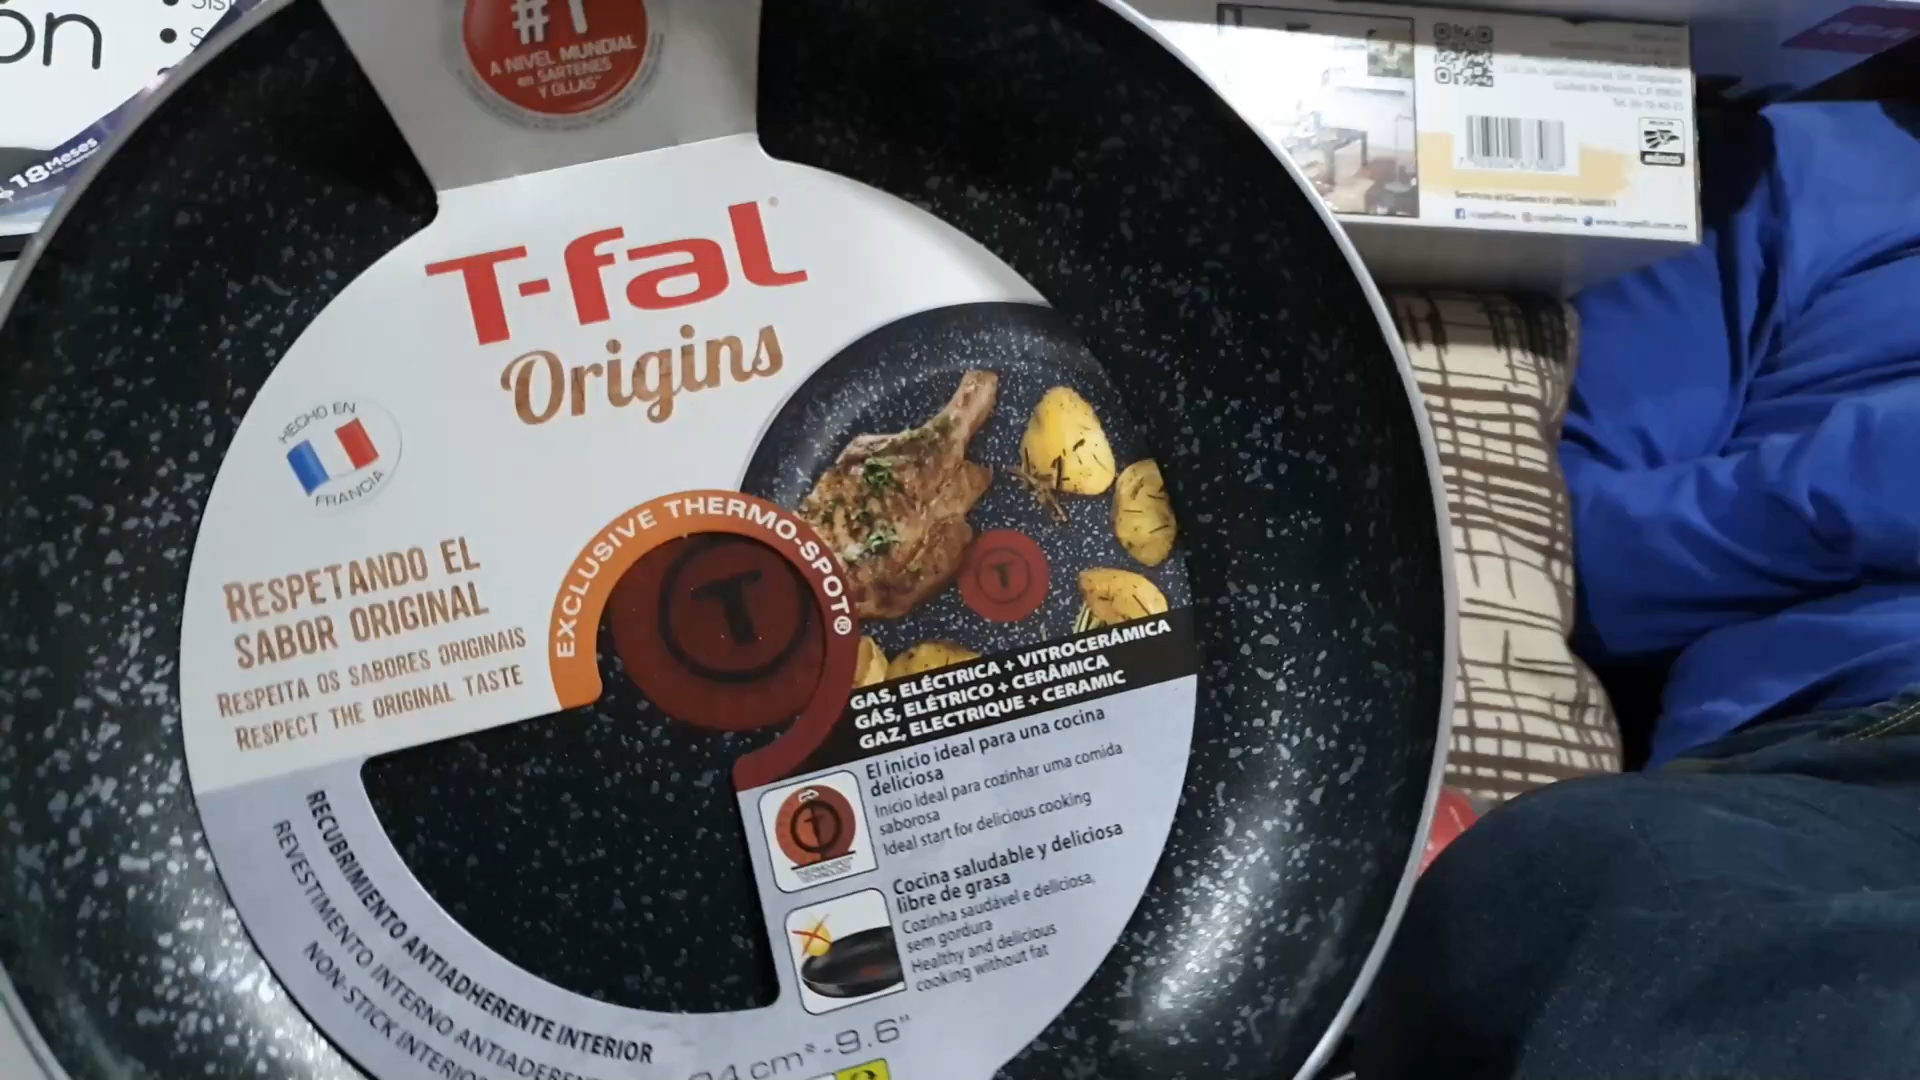 ón
#1
A NIVEL MUNDIAL
en SARTENES
Y OLLAS
18 Meses
T-fal
Origins
HECHO EN
FRANCIA
RESPETANDO EL
SABOR ORIGINAL
RESPEITA OS SABORES ORIGINAIS
RESPECT THE ORIGINAL TASTE
EXCLUSIVE THERMO-SPOT®
GAS, ELÉCTRICA + VITROCERÁMICA
GÁS, ELÉTRICO + CERÂMICA
GAZ, ELECTRIQUE + CERAMIC
El inicio ideal para una cocina
deliciosa
Inicio ideal para cozinhar uma comida
saborosa
Ideal start for delicious cooking
Cocina saludable y deliciosa
libre de grasa
Cozinha saudável e deliciosa,
sem gordura
Healthy and delicious
cooking without fat
RECUBRIMIENTO ANTIADHERENTE INTERIOR
REVESTIMENTO INTERNO
NON-STICK
cm*-9.6"
RCA